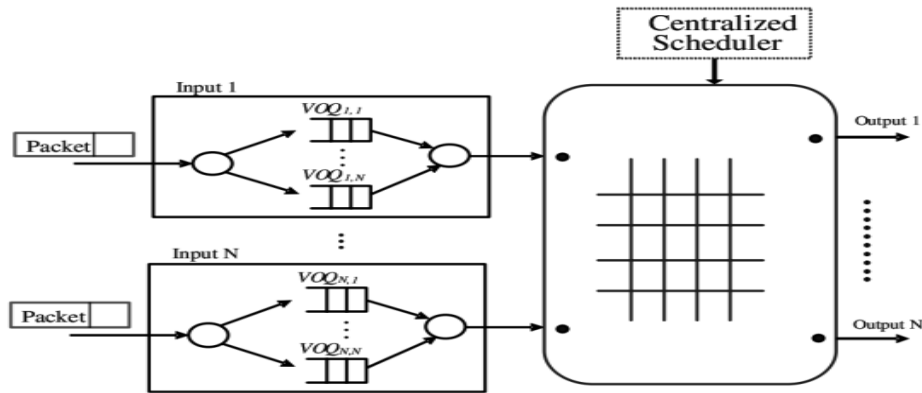 Centralized
Scheduler
Input 1
VOQ1,1
Packet
VOQ1,N
Output 1
Input N
VOQN,1
Packet
VOQN,N
Output N